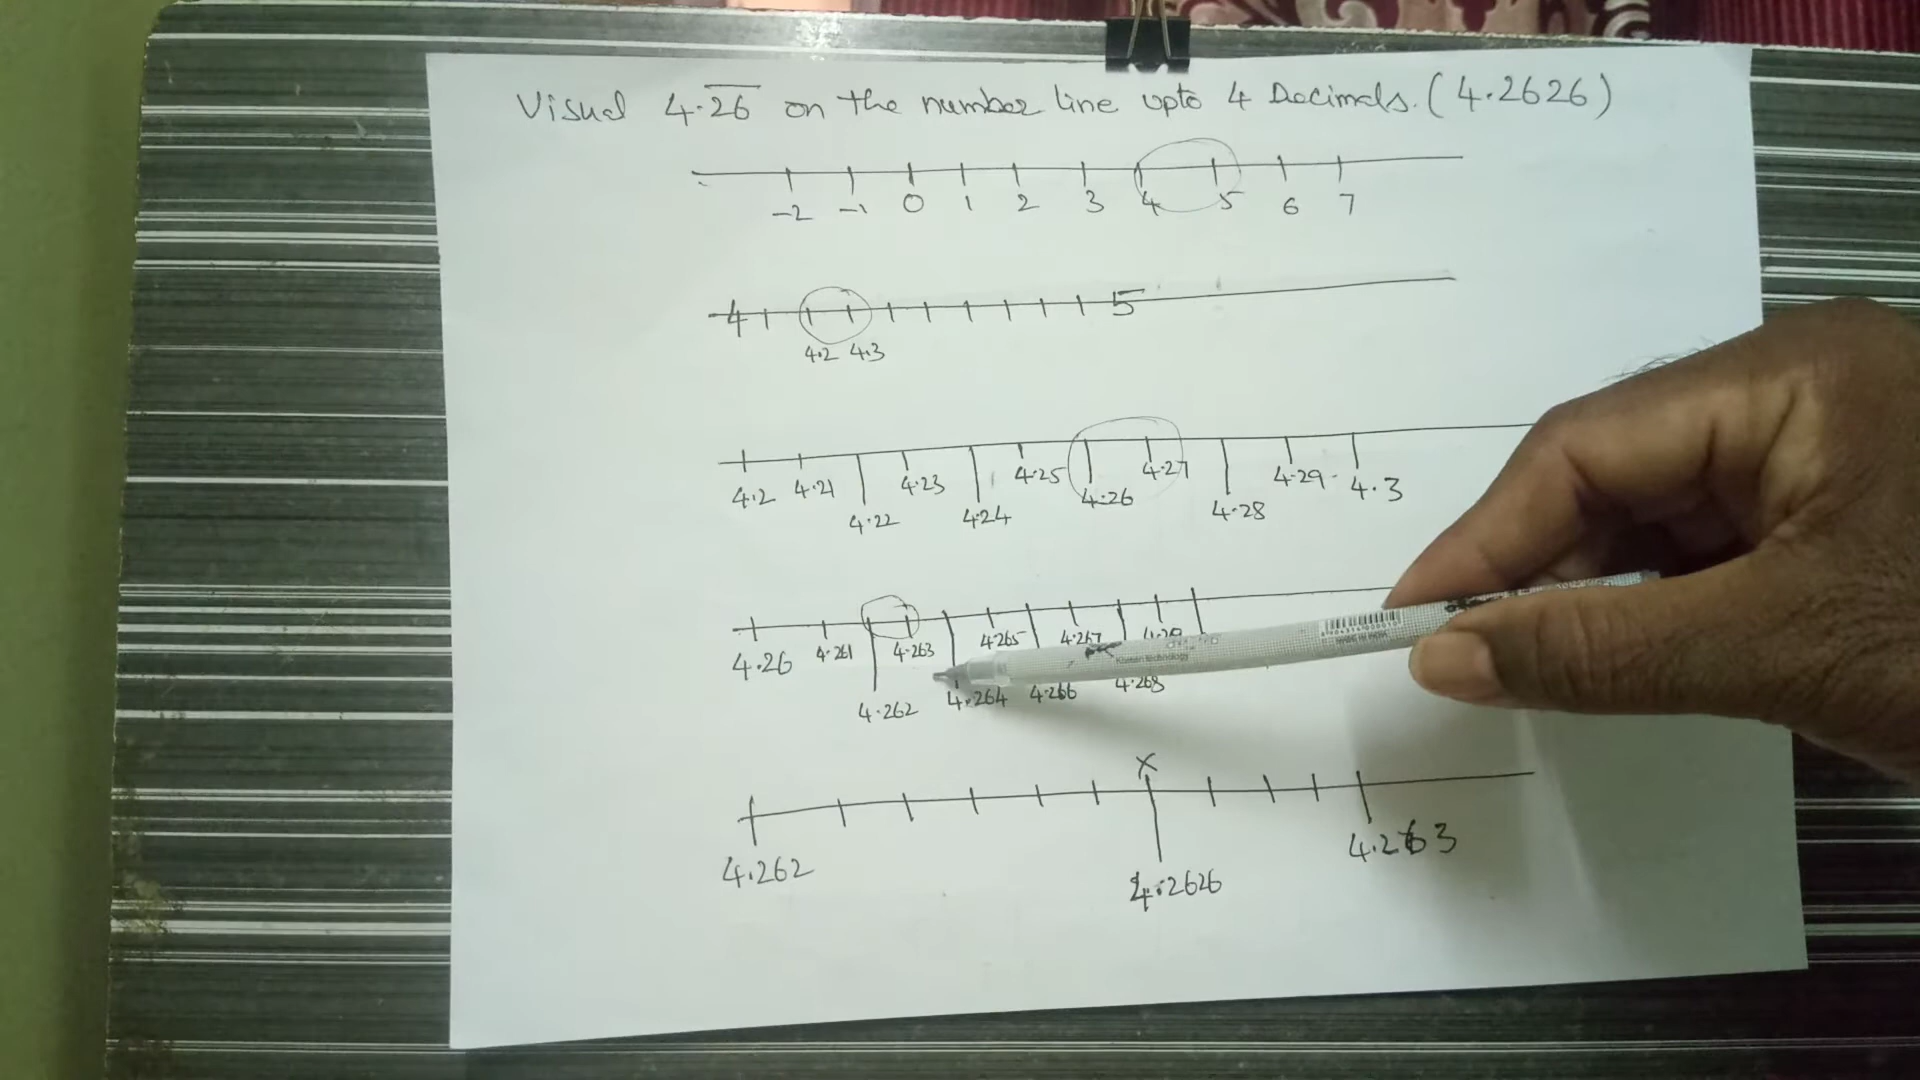 Visual 4.2̅6̅ on the number line upto 4 Decimals. (4.2626)
-2 -1 0 1 2 3 4 5 6 7
4 5
4.2 4.3
4.2 4.21 4.23 4.25 4.27 4.29 4.3
4.22 4.24 4.26 4.28
4.26 4.261 4.263 4.265 4.267
4.262 4.264 4.266 4.268
x
4.262 4.2626 4.263